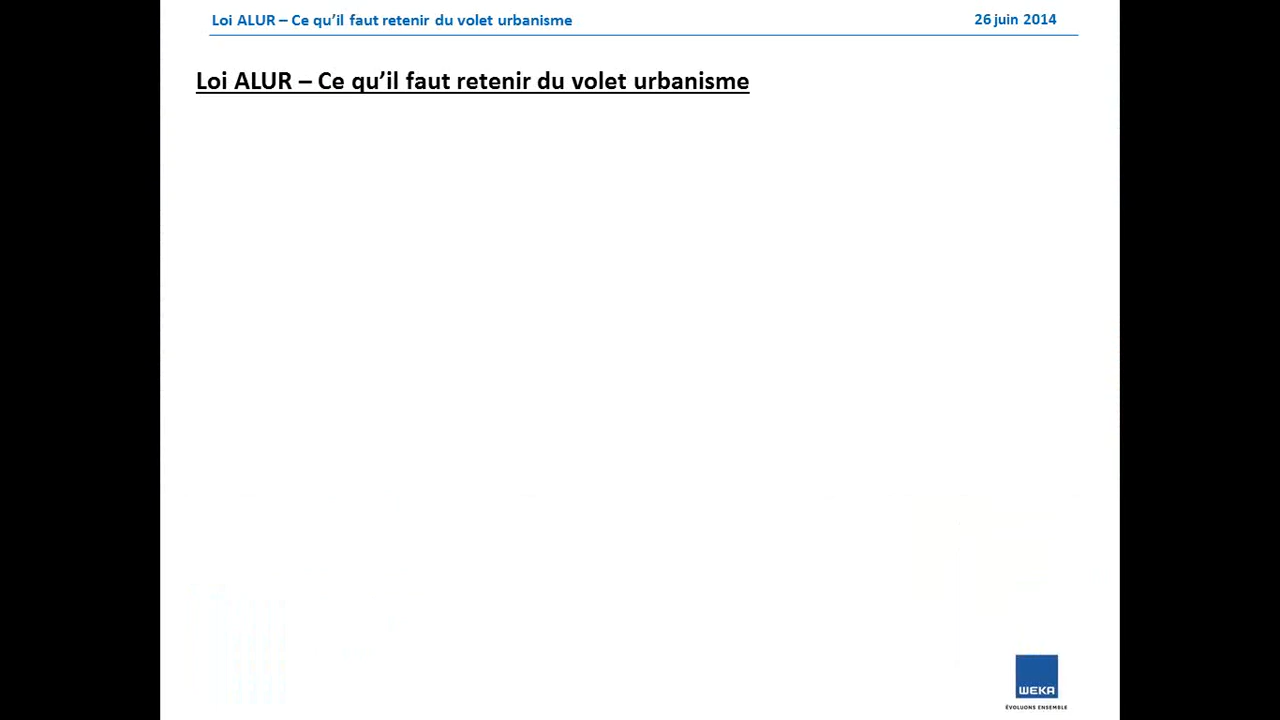 Loi ALUR – Ce qu’il faut retenir du volet urbanisme
26 juin 2014
Loi ALUR – Ce qu’il faut retenir du volet urbanisme
WEKA
ÉVOLUONS ENSEMBLE